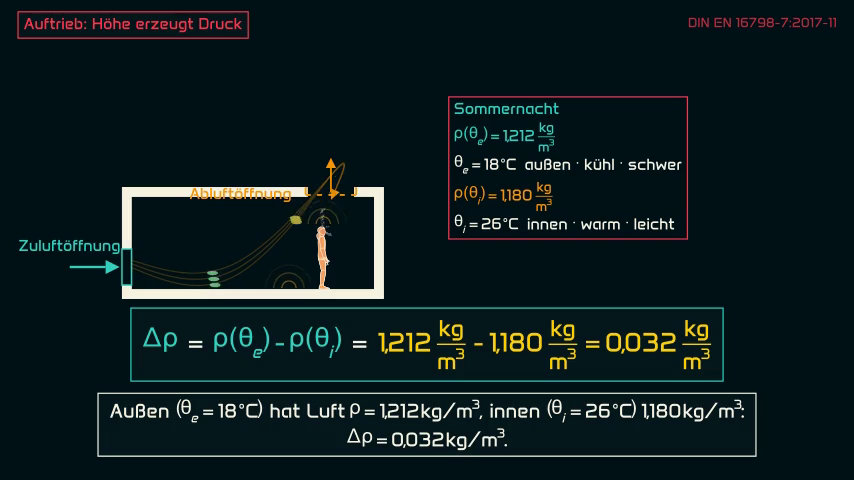 Auftrieb: Höhe erzeugt Druck
DIN EN 16798-7:2017-11
Sommernacht
ρ(θₑ) = 1,212 kg/m³
θₑ = 18°C außen · kühl · schwer
ρ(θᵢ) = 1,180 kg/m³
θᵢ = 26°C innen · warm · leicht
Abluftöffnung
Zuluftöffnung
Δρ = ρ(θₑ) - ρ(θᵢ) = 1,212 kg/m³ - 1,180 kg/m³ = 0,032 kg/m³
Außen (θₑ = 18°C) hat Luft ρ = 1,212kg/m³, innen (θᵢ = 26°C) 1,180kg/m³:
Δρ = 0,032kg/m³.